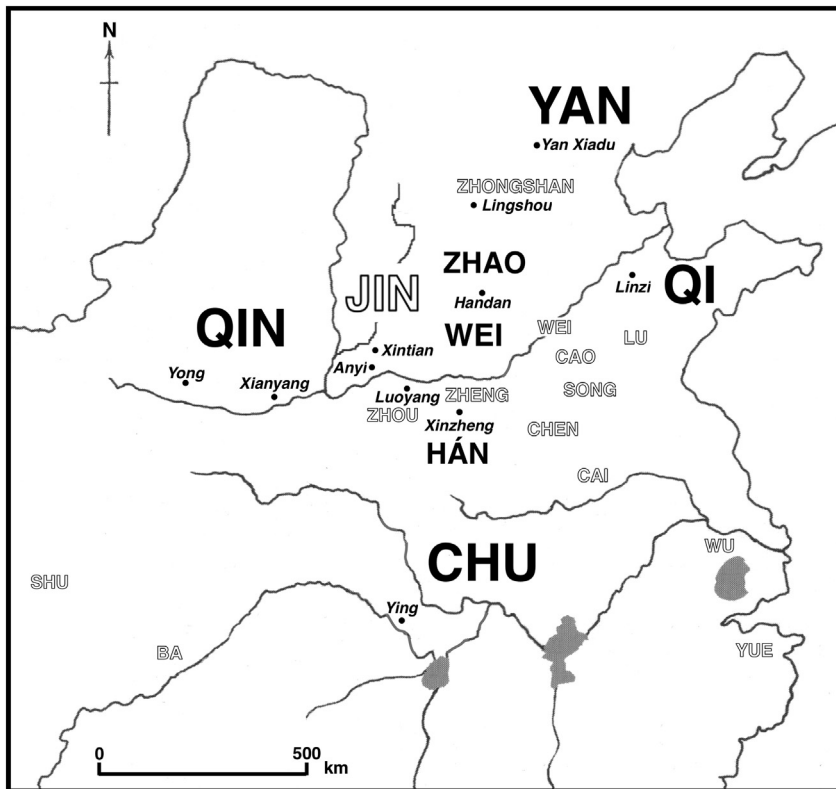 N
YAN
Yan Xiadu
ZHONGSHAN
Lingshou
ZHAO
QI
Linzi
JIN
Handan
QIN
WEI
WEI
LU
Xintian
CAO
Anyi
Yong
Xianyang
Luoyang
ZHENG
SONG
ZHOU
Xinzheng
CHEN
HÁN
CAI
CHU
WU
SHU
Ying
BA
YUE
0
500
km